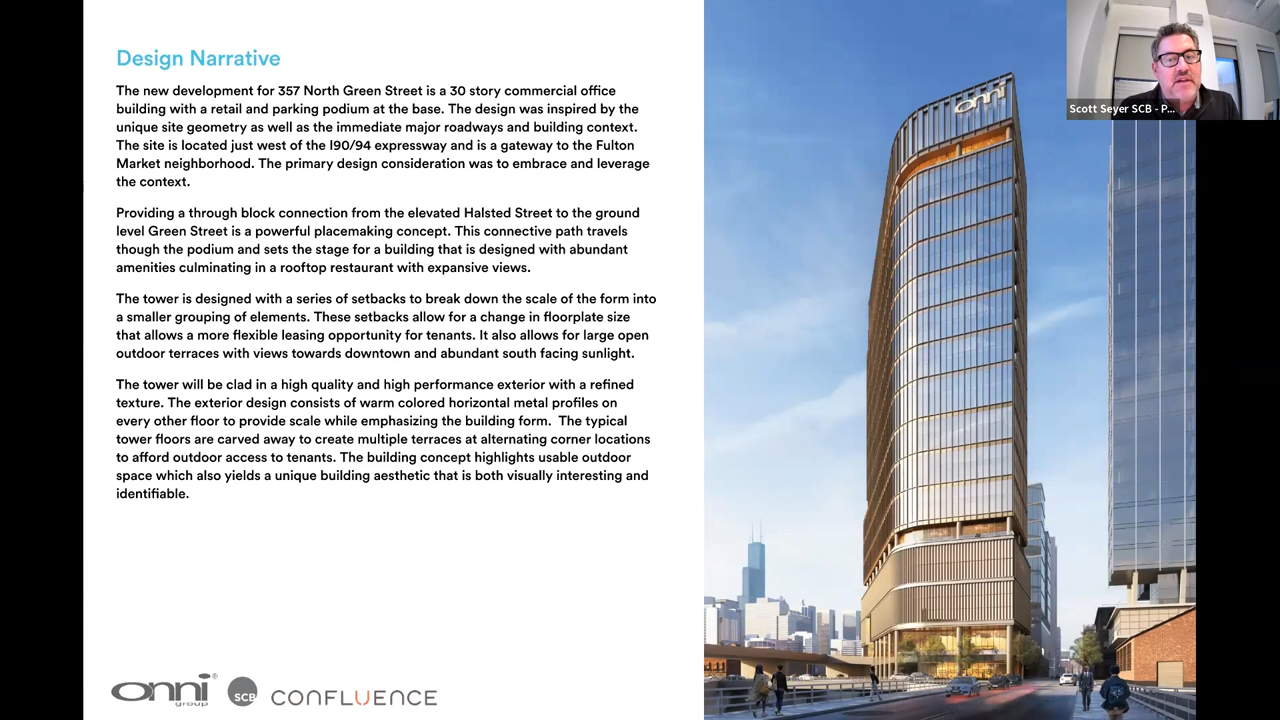 Design Narrative
The new development for 357 North Green Street is a 30 story commercial office
building with a retail and parking podium at the base. The design was inspired by the
unique site geometry as well as the immediate major roadways and building context.
The site is located just west of the I90/94 expressway and is a gateway to the Fulton
Market neighborhood. The primary design consideration was to embrace and leverage
the context.
Providing a through block connection from the elevated Halsted Street to the ground
level Green Street is a powerful placemaking concept. This connective path travels
though the podium and sets the stage for a building that is designed with abundant
amenities culminating in a rooftop restaurant with expansive views.
The tower is designed with a series of setbacks to break down the scale of the form into
a smaller grouping of elements. These setbacks allow for a change in floorplate size
that allows a more flexible leasing opportunity for tenants. It also allows for large open
outdoor terraces with views towards downtown and abundant south facing sunlight.
The tower will be clad in a high quality and high performance exterior with a refined
texture. The exterior design consists of warm colored horizontal metal profiles on
every other floor to provide scale while emphasizing the building form.  The typical
tower floors are carved away to create multiple terraces at alternating corner locations
to afford outdoor access to tenants. The building concept highlights usable outdoor
space which also yields a unique building aesthetic that is both visually interesting and
identifiable.
onni®
group
SCB
CONFLUENCE
onni
Scott Seyer SCB - P...